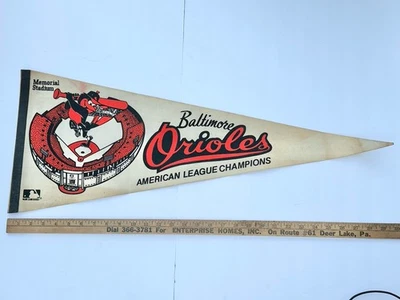 Memorial
Stadium
Baltimore
Orioles
AMERICAN LEAGUE CHAMPIONS
Dial 366-3781 For ENTERPRISE HOMES, INC. On Route #61 Deer Lake, Pa.